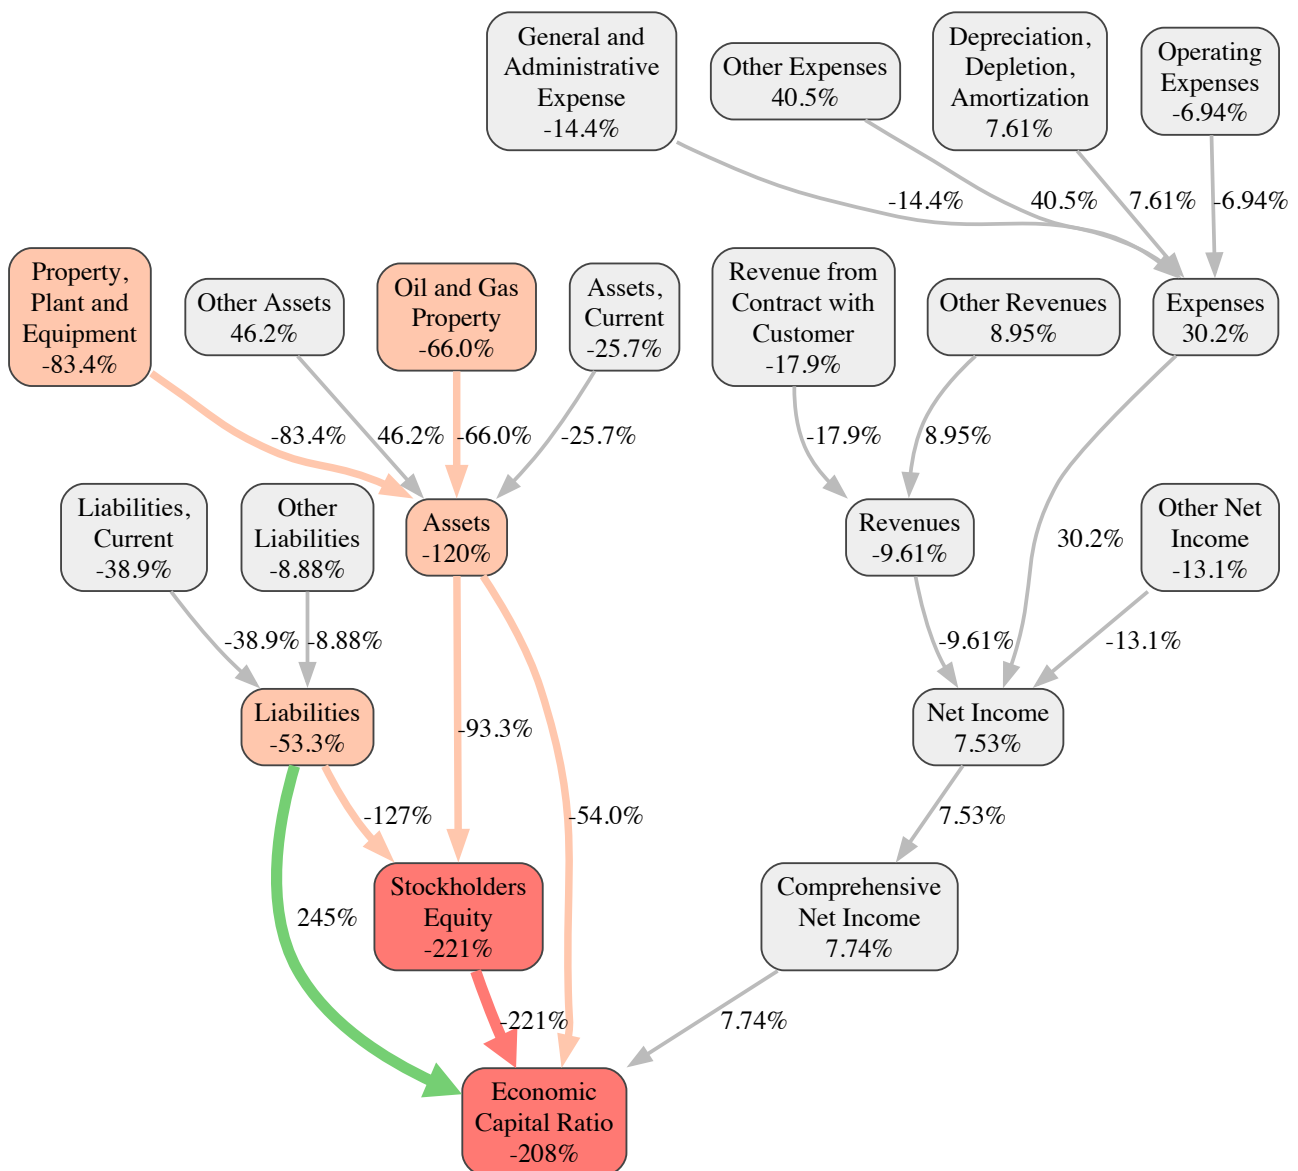 General and
Administrative
Expense
-14.4%
Other Expenses
40.5%
Depreciation,
Depletion,
Amortization
7.61%
Operating
Expenses
-6.94%
-14.4%
40.5%
7.61%
-6.94%
Property,
Plant and
Equipment
-83.4%
Other Assets
46.2%
Oil and Gas
Property
-66.0%
Assets,
Current
-25.7%
Revenue from
Contract with
Customer
-17.9%
Other Revenues
8.95%
Expenses
30.2%
-83.4%
46.2%
-66.0%
-25.7%
-17.9%
8.95%
Liabilities,
Current
-38.9%
Other
Liabilities
-8.88%
Assets
-120%
Revenues
-9.61%
30.2%
Other Net
Income
-13.1%
-38.9%
-8.88%
-9.61%
-13.1%
Liabilities
-53.3%
-93.3%
Net Income
7.53%
-127%
-54.0%
7.53%
245%
Stockholders
Equity
-221%
Comprehensive
Net Income
7.74%
-221%
7.74%
Economic
Capital Ratio
-208%